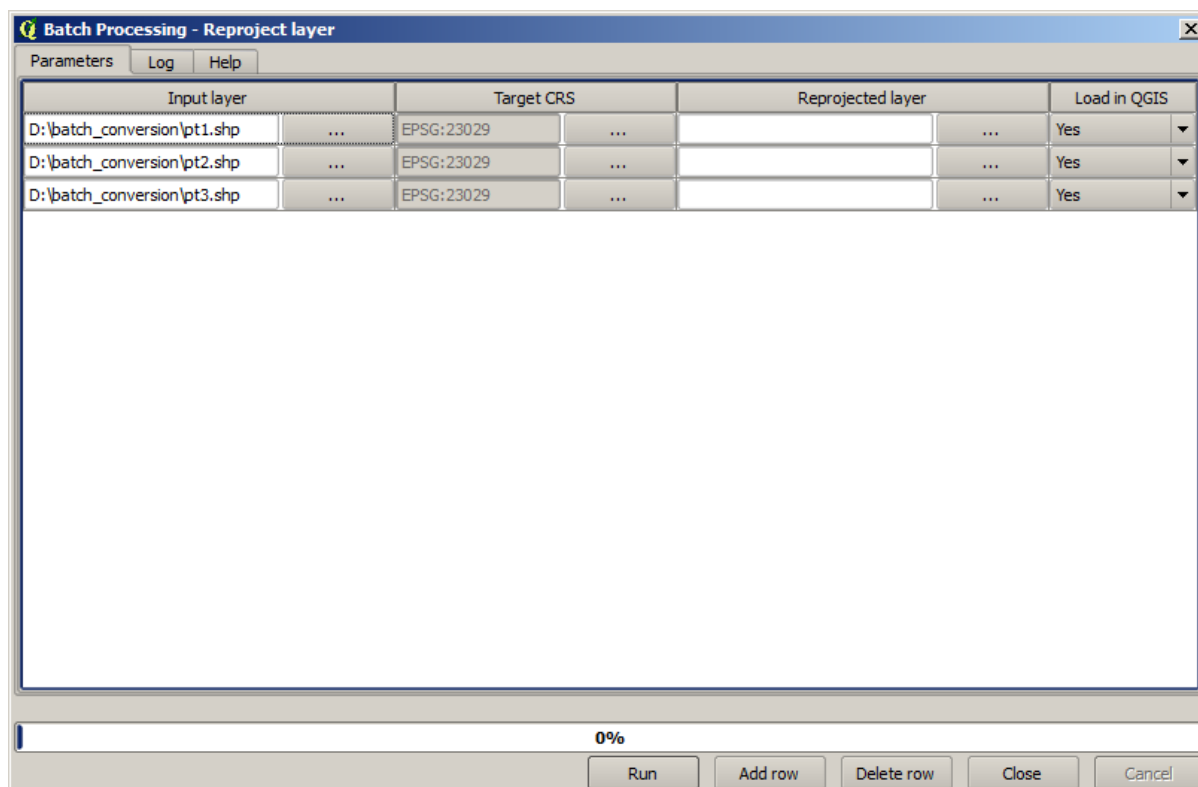 Batch Processing - Reproject layer
Parameters Log Help
Input layer Target CRS Reprojected layer Load in QGIS
D:\batch_conversion\pt1.shp ... EPSG:23029 ... ... Yes
D:\batch_conversion\pt2.shp ... EPSG:23029 ... ... Yes
D:\batch_conversion\pt3.shp ... EPSG:23029 ... ... Yes
0%
Run Add row Delete row Close Cancel